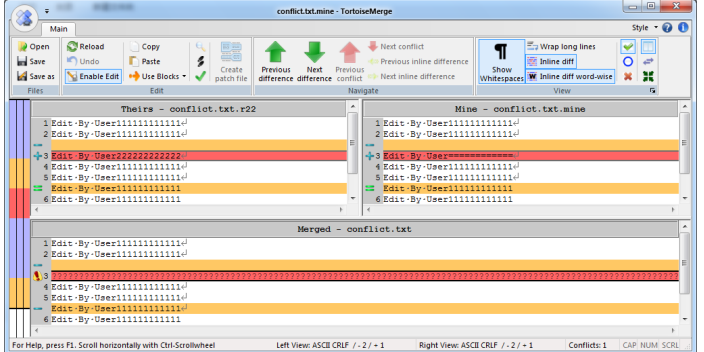 conflict.txt.mine - TortoiseMerge
Main
Style
Open
Save
Save as
Files
Reload
Undo
Enable Edit
Copy
Paste
Use Blocks
Create patch file
Edit
Previous difference
Next difference
Previous conflict
Next conflict
Previous inline difference
Next inline difference
Navigate
Show Whitespaces
Wrap long lines
Inline diff
Inline diff word-wise
View
Theirs - conflict.txt.r22
1 Edit·By·User111111111111↵
2 Edit·By·User111111111111↵
3 Edit·By·User222222222222↵
4 Edit·By·User111111111111↵
5 Edit·By·User111111111111↵
Edit·By·User111111111111
6 Edit·By·User111111111111
Mine - conflict.txt.mine
1 Edit·By·User111111111111↵
2 Edit·By·User111111111111↵
3 Edit·By·User============↵
4 Edit·By·User111111111111↵
5 Edit·By·User111111111111↵
Edit·By·User111111111111
6 Edit·By·User111111111111
Merged - conflict.txt
1 Edit·By·User111111111111↵
2 Edit·By·User111111111111↵
3 ????????????????????????????????????????????????????????????????????????????????????????
4 Edit·By·User111111111111↵
5 Edit·By·User111111111111↵
Edit·By·User111111111111↵
6 Edit·By·User111111111111
For Help, press F1. Scroll horizontally with Ctrl-Scrollwheel
Left View: ASCII CRLF / - 2 / + 1
Right View: ASCII CRLF / - 2 / + 1
Conflicts: 1
CAP NUM SCRL